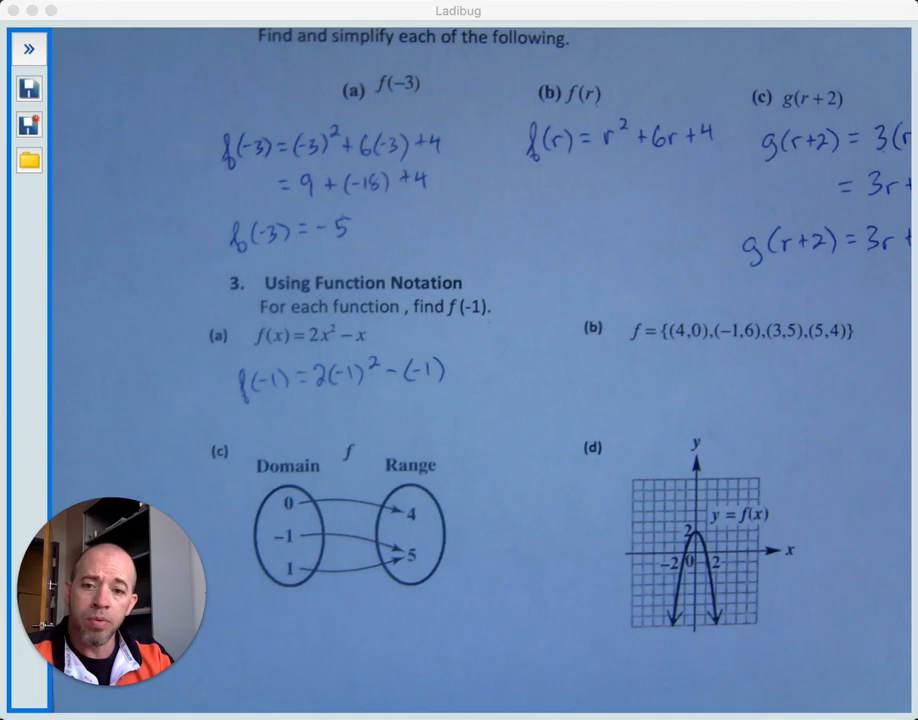 Ladibug
»
Find and simplify each of the following.
(a) f(−3)
(b) f(r)
(c) g(r + 2)
f(-3) = (-3)² + 6(-3) + 4
= 9 + (-18) + 4
f(-3) = -5
f(r) = r² + 6r + 4
g(r+2) = 3(r
= 3r +
g(r+2) = 3r +
3. Using Function Notation
For each function , find f (-1).
(a) f(x) = 2x² − x
(b) f = {(4,0),(−1,6),(3,5),(5,4)}
f(-1) = 2(-1)² - (-1)
(c)
f
Domain Range
0
−1
1
4
5
(d)
y
y = f(x)
2
x
−2 0 2